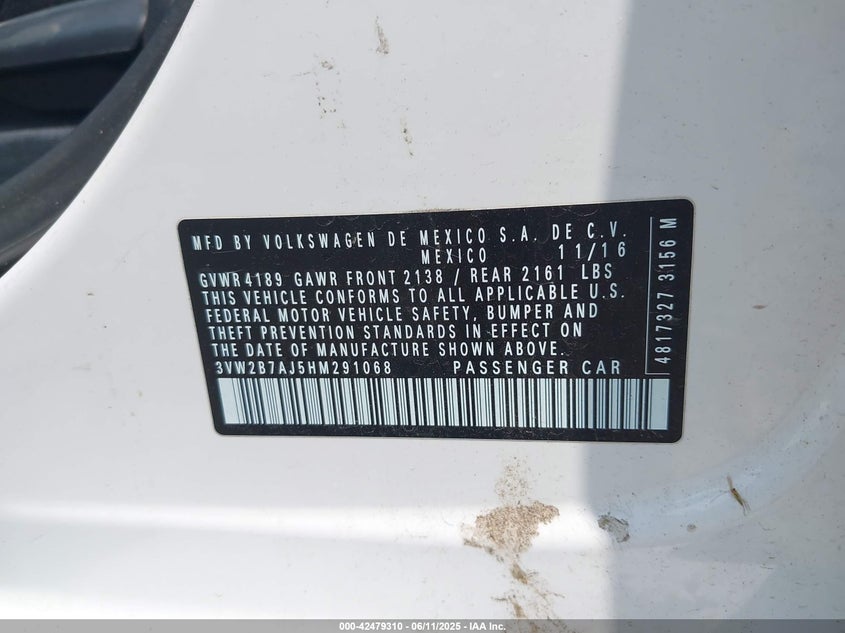 MFD BY VOLKSWAGEN DE MEXICO S.A. DE C.V.
MEXICO 11/16
GVWR 4189 GAWR FRONT 2138 / REAR 2161 LBS
THIS VEHICLE CONFORMS TO ALL APPLICABLE U.S.
FEDERAL MOTOR VEHICLE SAFETY, BUMPER AND
THEFT PREVENTION STANDARDS IN EFFECT ON
THE DATE OF MANUFACTURE SHOWN ABOVE.
3VW2B7AJ5HM291068 PASSENGER CAR
4817327 3156 M
000-42479310 - 06/11/2025 - IAA Inc.